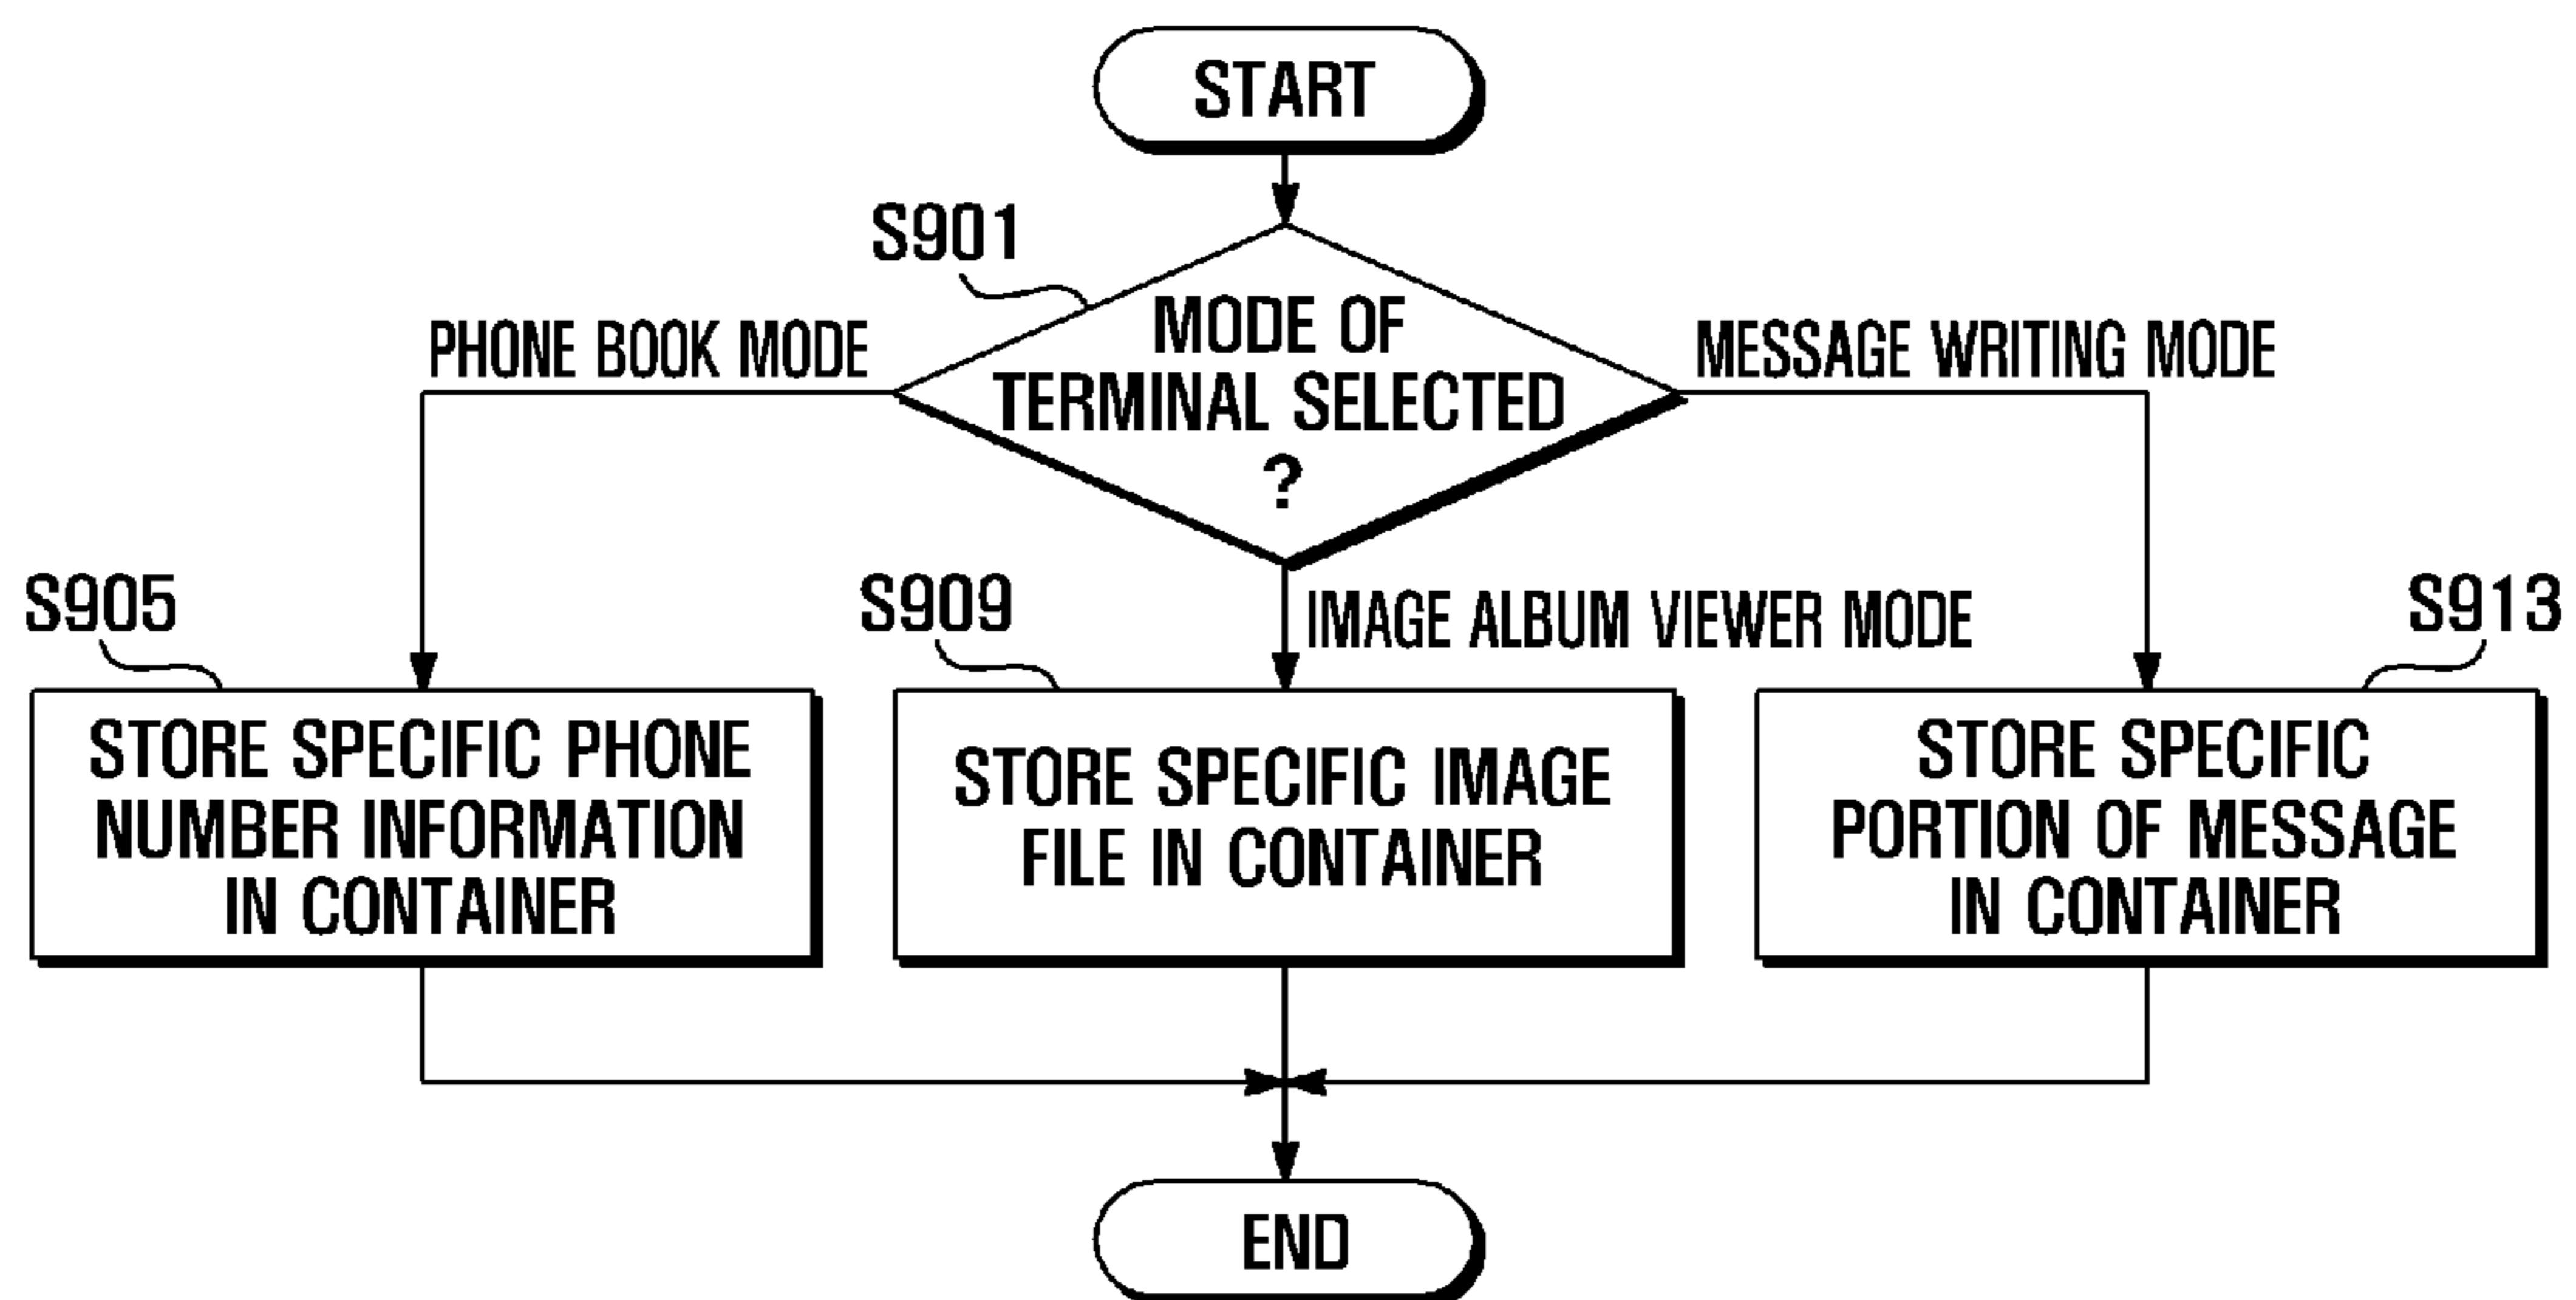 START
S901
MODE OF
TERMINAL SELECTED
?
PHONE BOOK MODE
MESSAGE WRITING MODE
IMAGE ALBUM VIEWER MODE
S905
STORE SPECIFIC PHONE
NUMBER INFORMATION
IN CONTAINER
S909
STORE SPECIFIC IMAGE
FILE IN CONTAINER
S913
STORE SPECIFIC
PORTION OF MESSAGE
IN CONTAINER
END